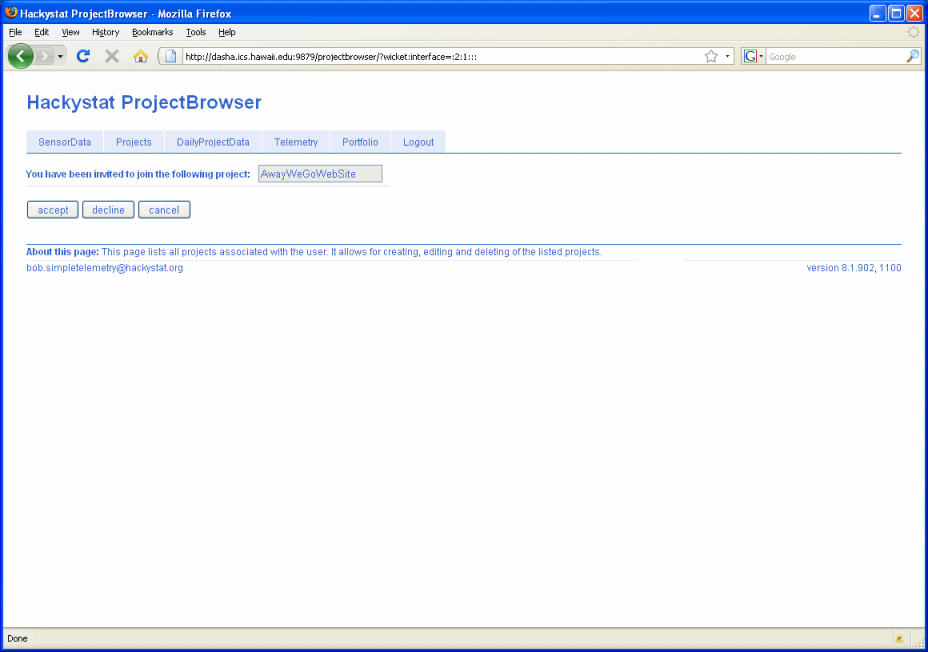 Hackystat ProjectBrowser - Mozilla Firefox
File Edit View History Bookmarks Tools Help
http://dasha.ics.hawaii.edu:9879/projectbrowser/?wicket:interface=:2:1::: G Google
Hackystat ProjectBrowser
SensorData Projects DailyProjectData Telemetry Portfolio Logout
You have been invited to join the following project: AwayWeGoWebSite
accept decline cancel
About this page: This page lists all projects associated with the user. It allows for creating, editing and deleting of the listed projects.
bob.simpletelemetry@hackystat.org version 8.1.902, 1100
Done